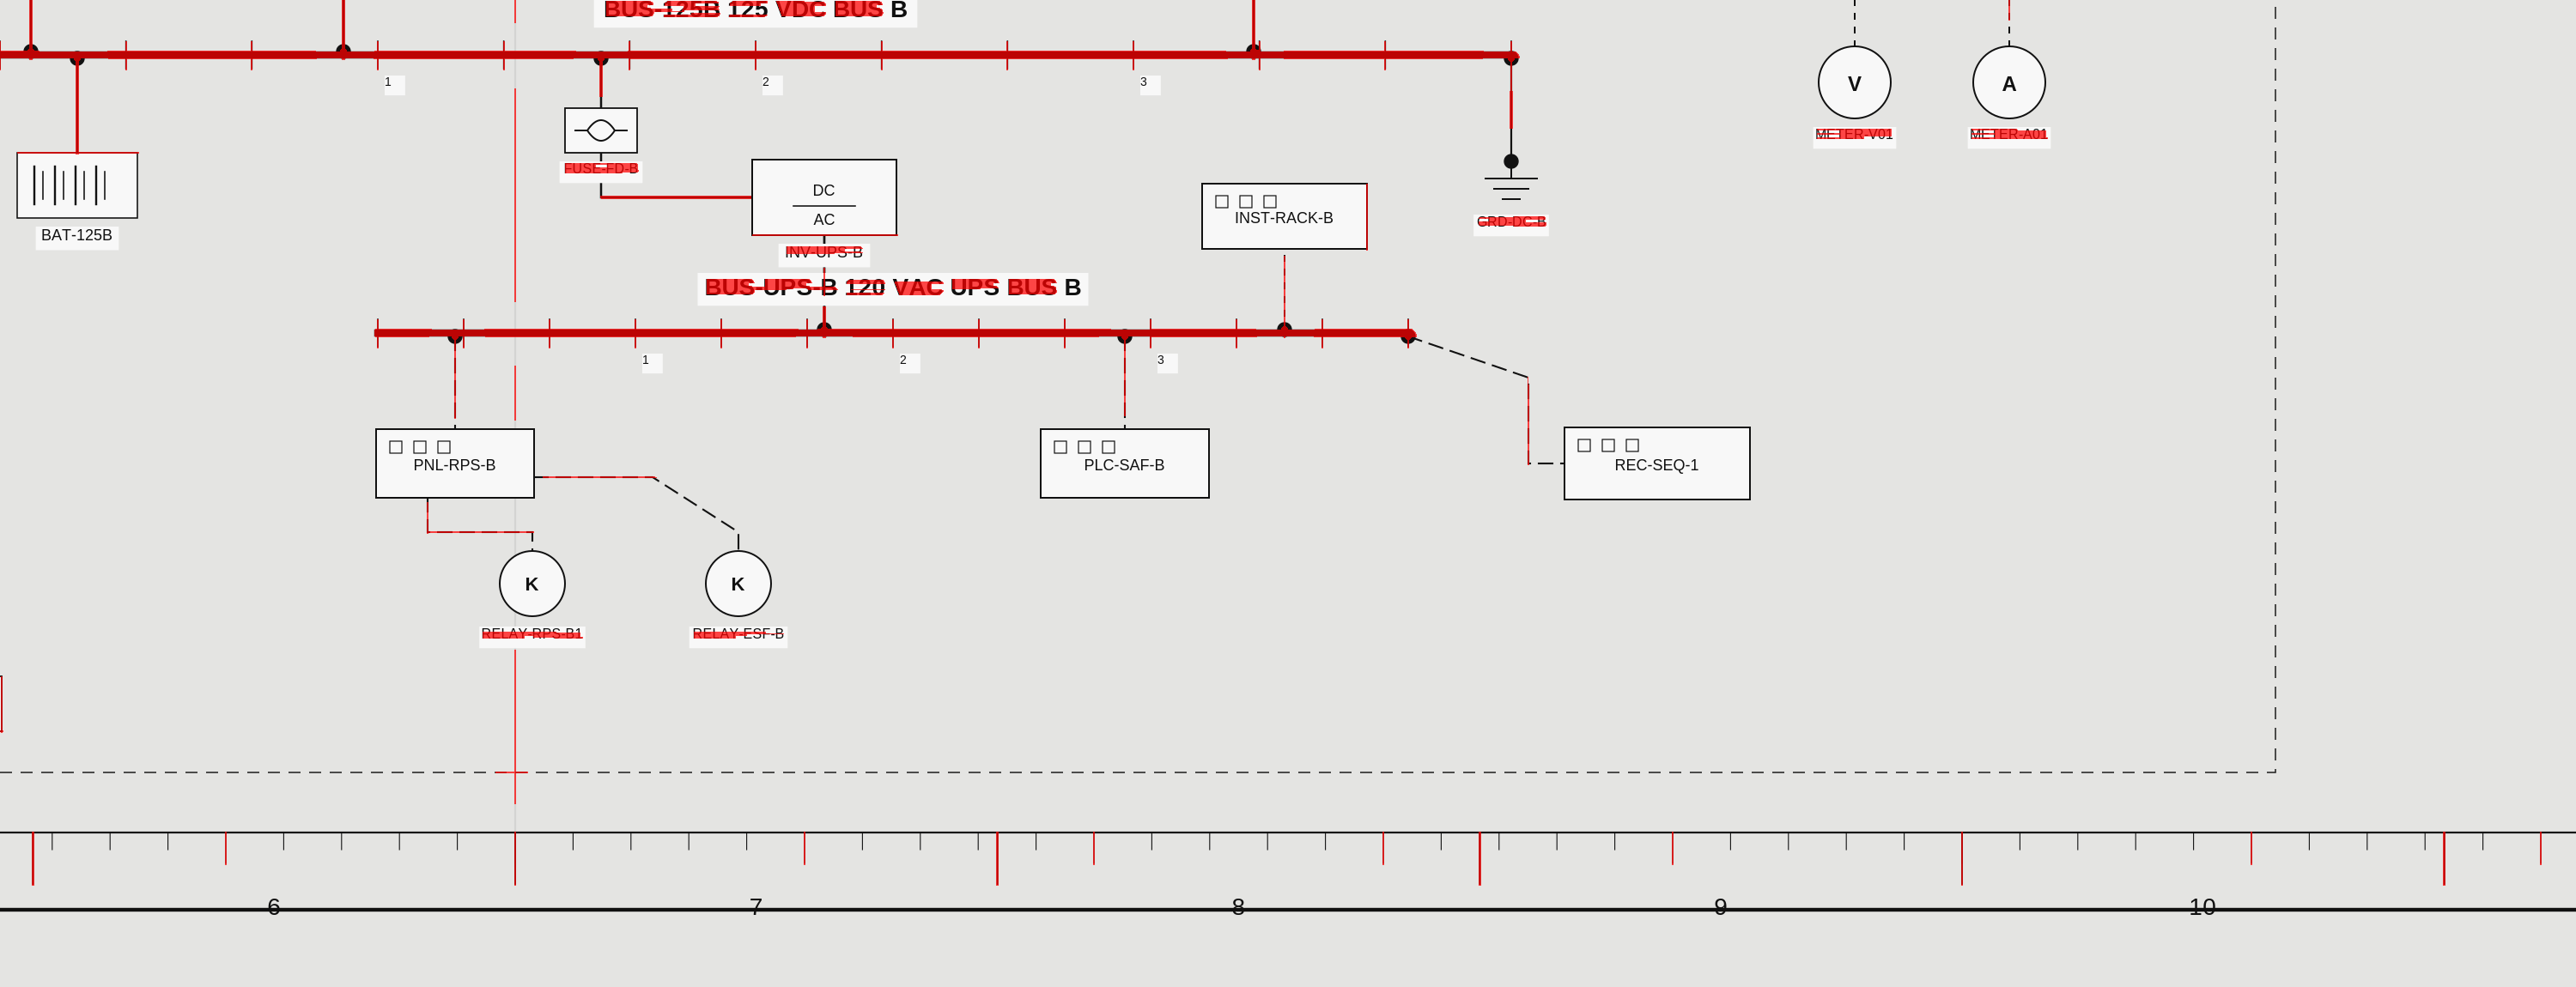 BUS-125B 125 VDC BUS B
1 2 3
V A
METER-V01 METER-A01
FUSE-FD-B
DC
AC
INST-RACK-B
GRD-DC-B
BAT-125B
INV-UPS-B
BUS-UPS-B 120 VAC UPS BUS B
1 2 3
PNL-RPS-B PLC-SAF-B REC-SEQ-1
K K
RELAY-RPS-B1 RELAY-ESF-B
6 7 8 9 10